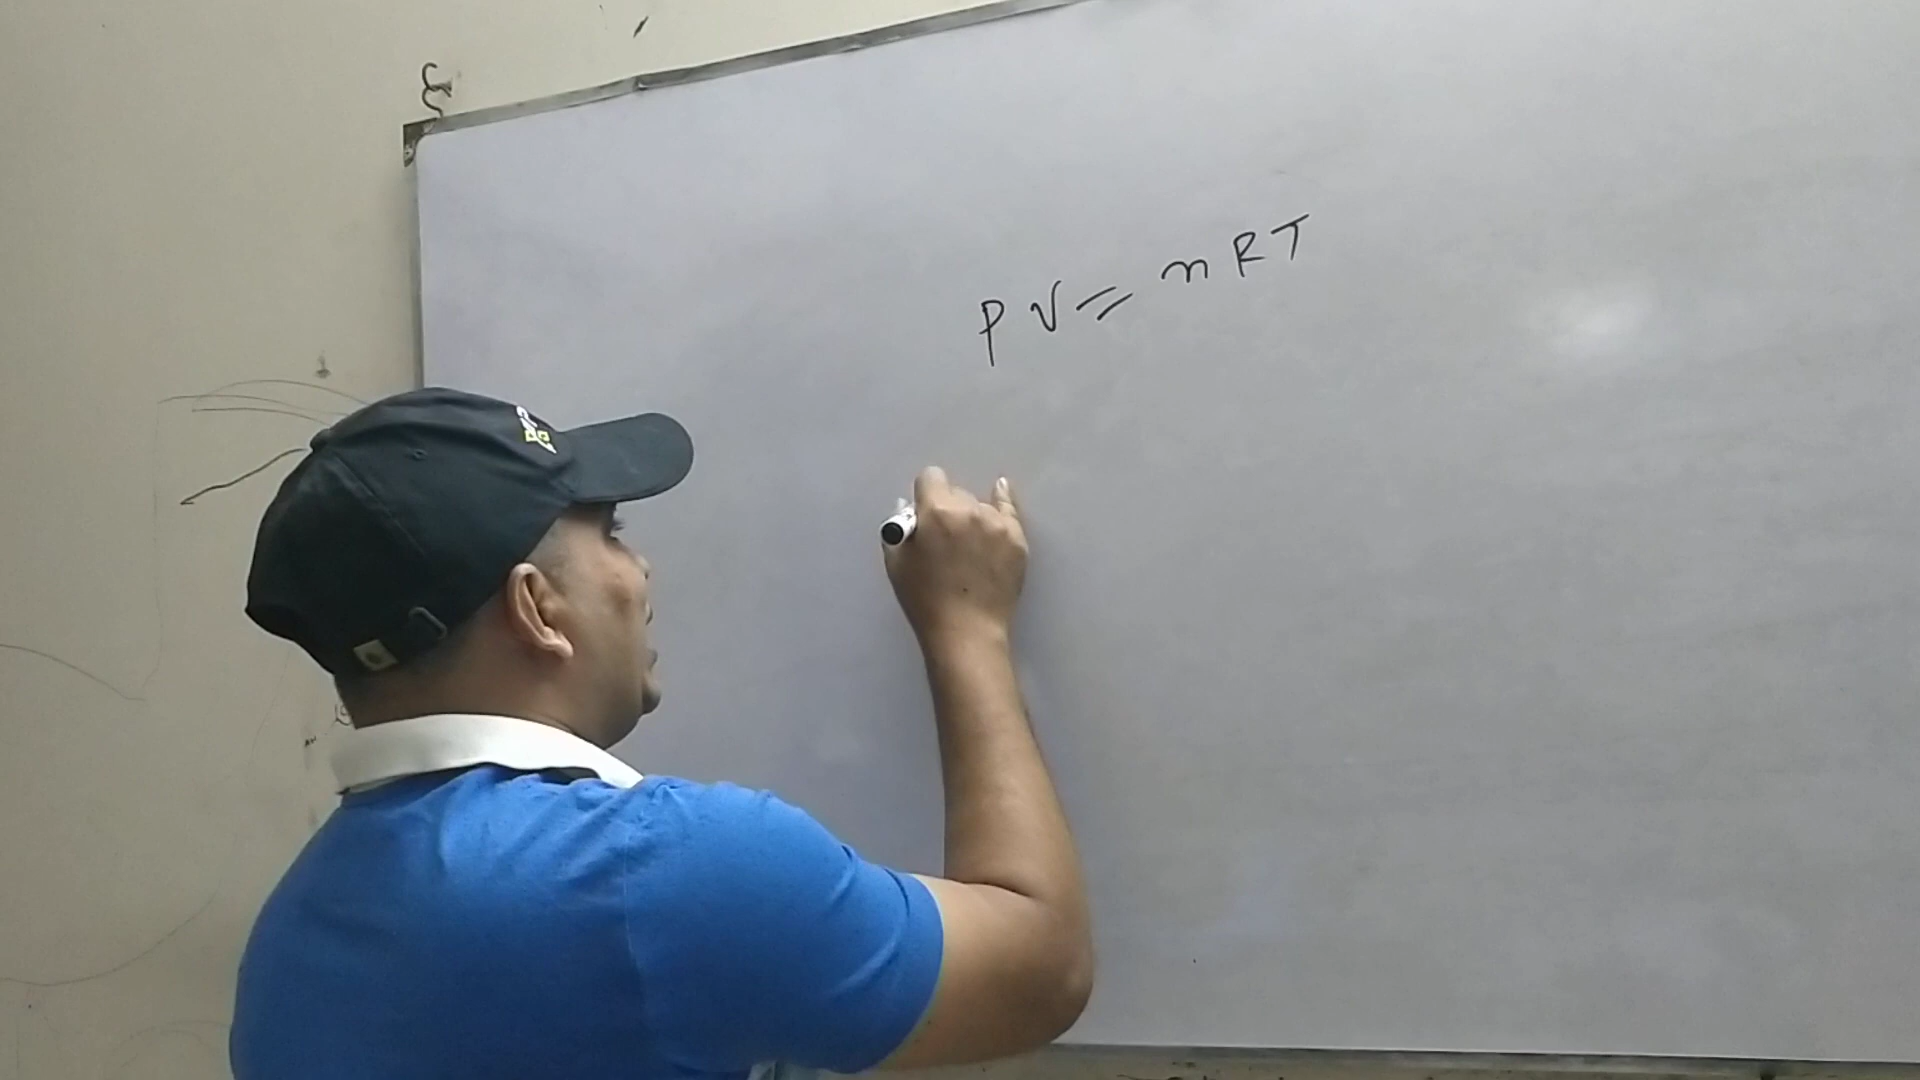 PV = nRT